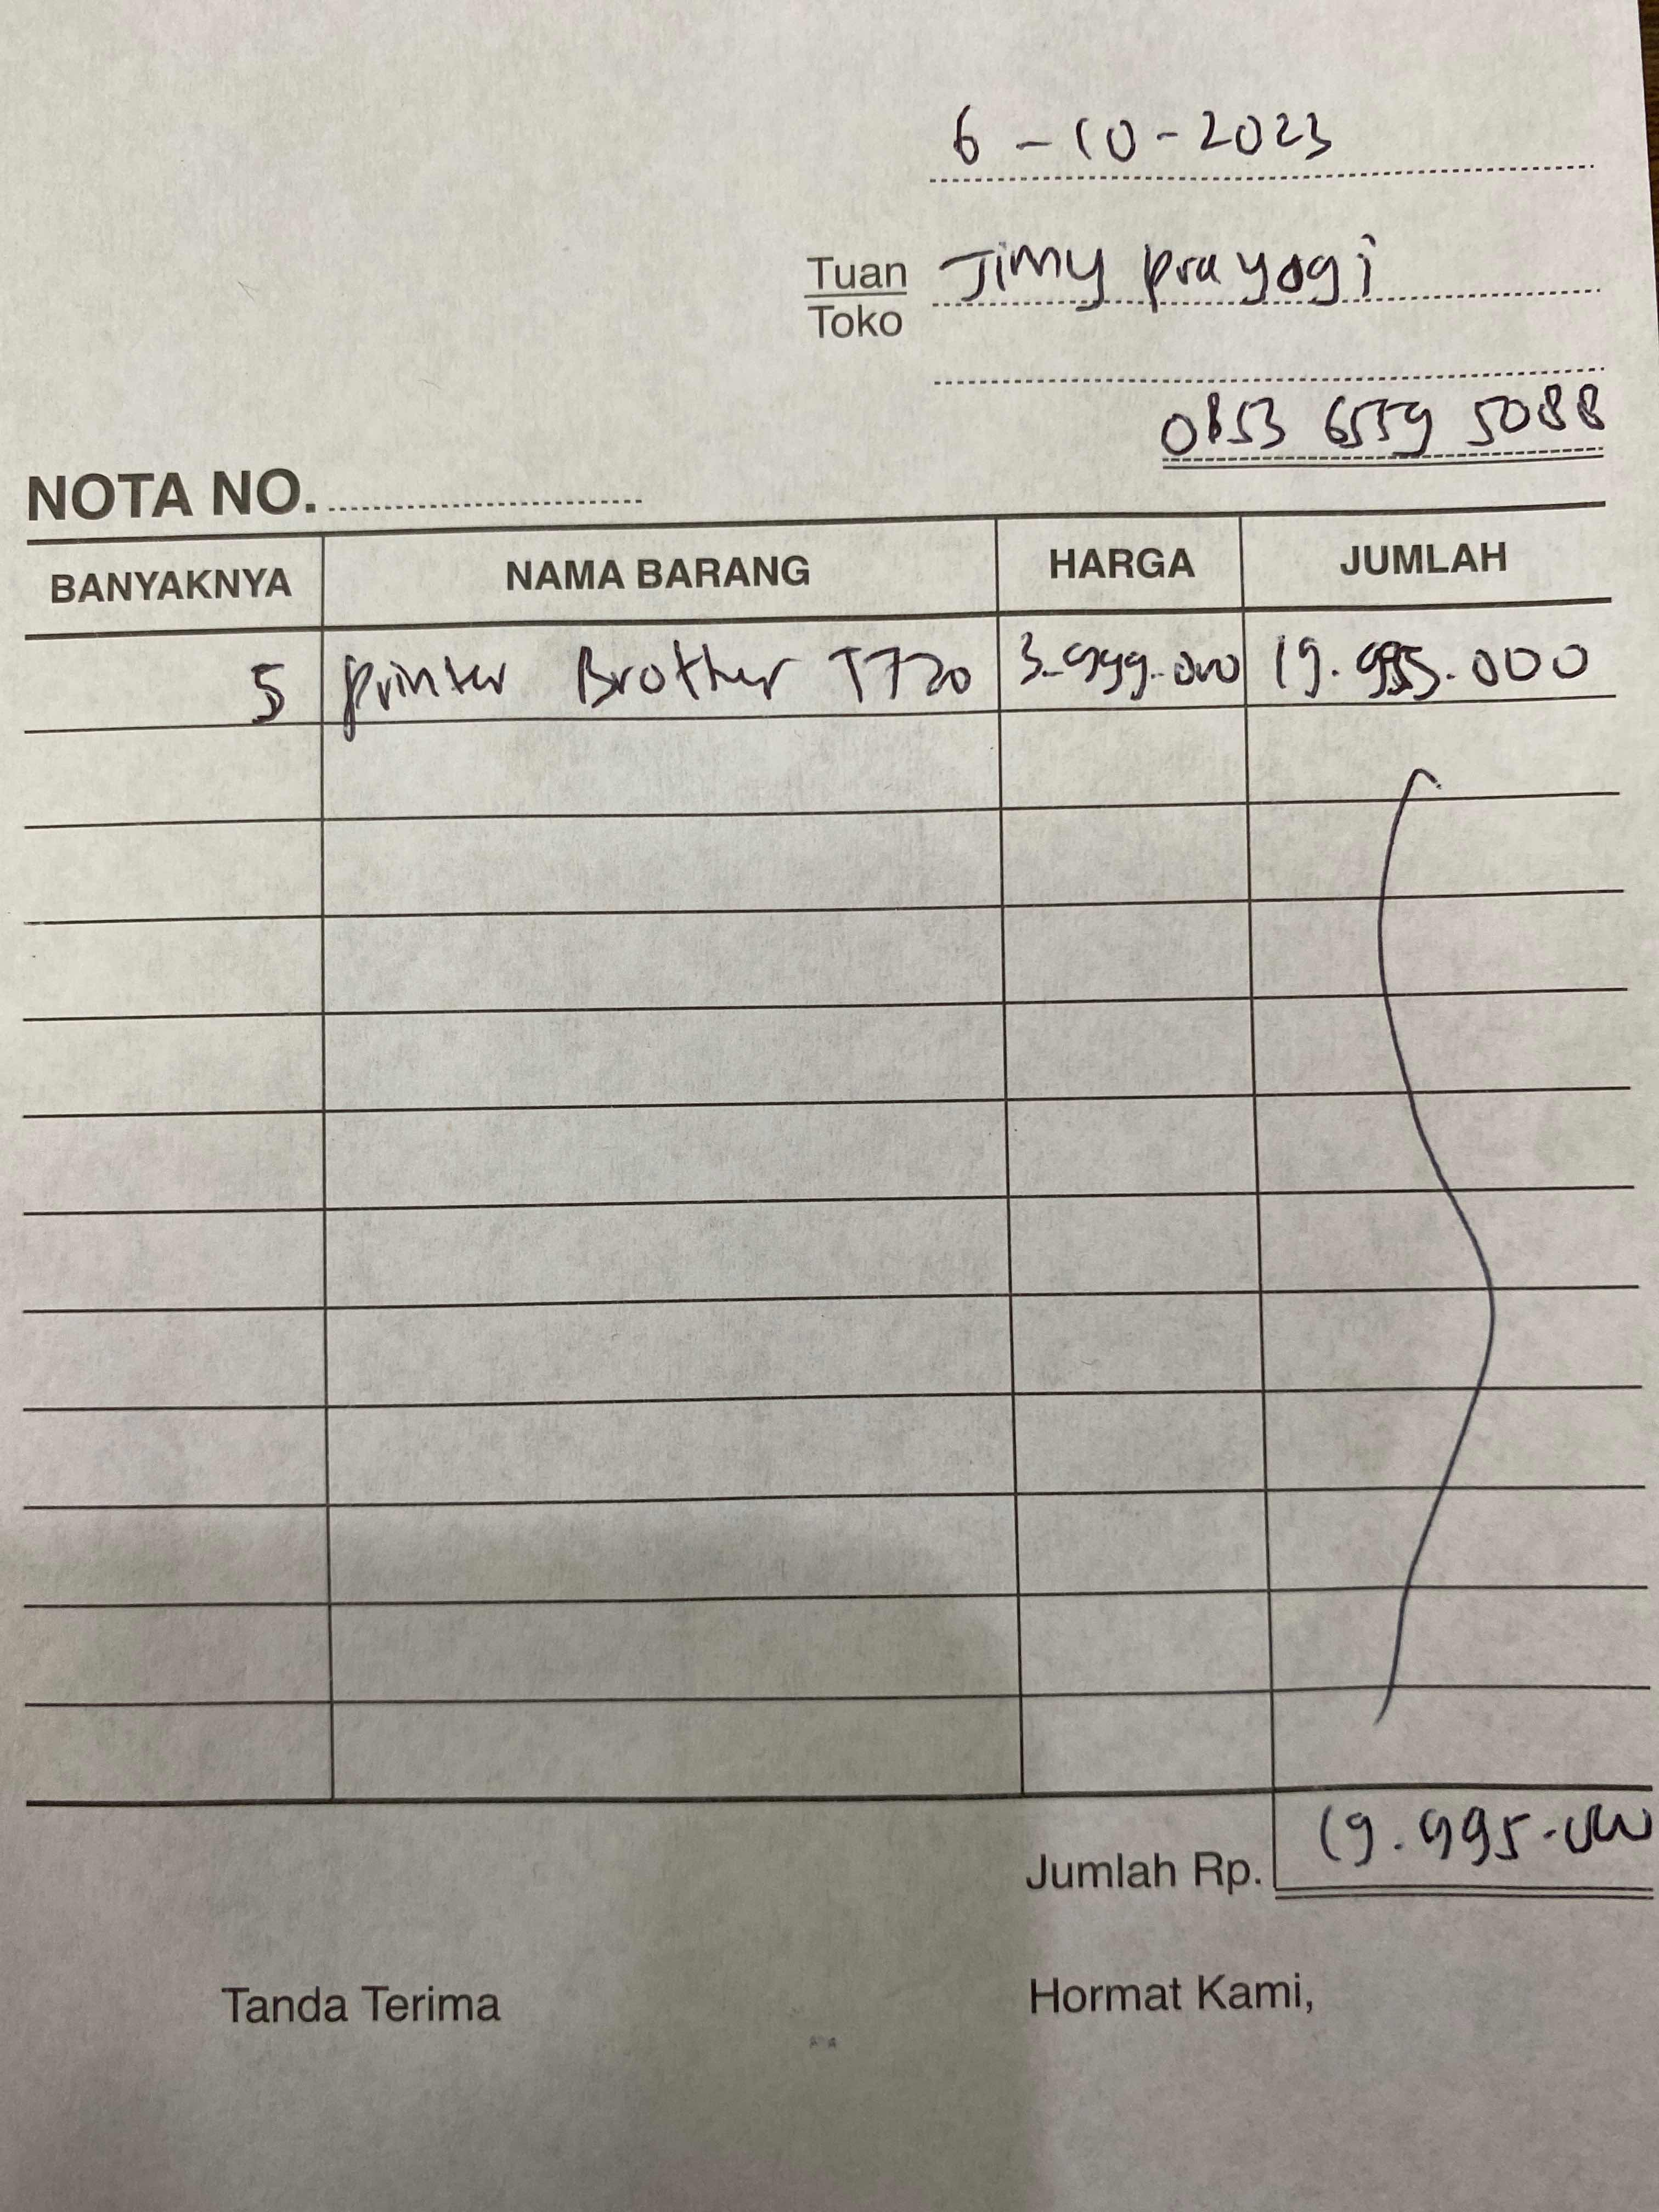 6 - 10 - 2023
Tuan Jimy prayogi
Toko
0853 6559 5088
NOTA NO.
BANYAKNYA NAMA BARANG HARGA JUMLAH
5 printer Brother T720 3.999.000 19.995.000
Jumlah Rp. 19.995.000
Tanda Terima Hormat Kami,